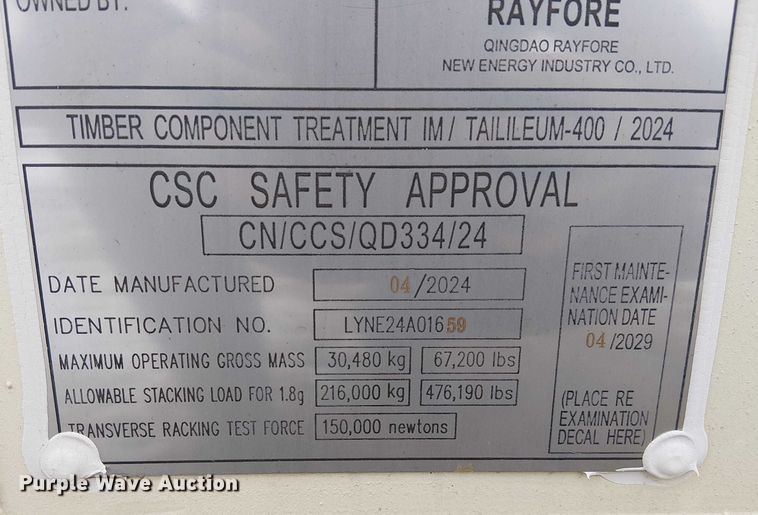 OWNED BY:
RAYFORE
QINGDAO RAYFORE
NEW ENERGY INDUSTRY CO., LTD.
TIMBER COMPONENT TREATMENT IM / TAILILEUM-400 / 2024
CSC SAFETY APPROVAL
CN/CCS/QD334/24
DATE MANUFACTURED 04/2024
IDENTIFICATION NO. LYNE24A01659
MAXIMUM OPERATING GROSS MASS 30,480 kg 67,200 lbs
ALLOWABLE STACKING LOAD FOR 1.8g 216,000 kg 476,190 lbs
TRANSVERSE RACKING TEST FORCE 150,000 newtons
FIRST MAINTE-
NANCE EXAMI-
NATION DATE
04/2029
(PLACE RE
EXAMINATION
DECAL HERE)
Purple Wave Auction